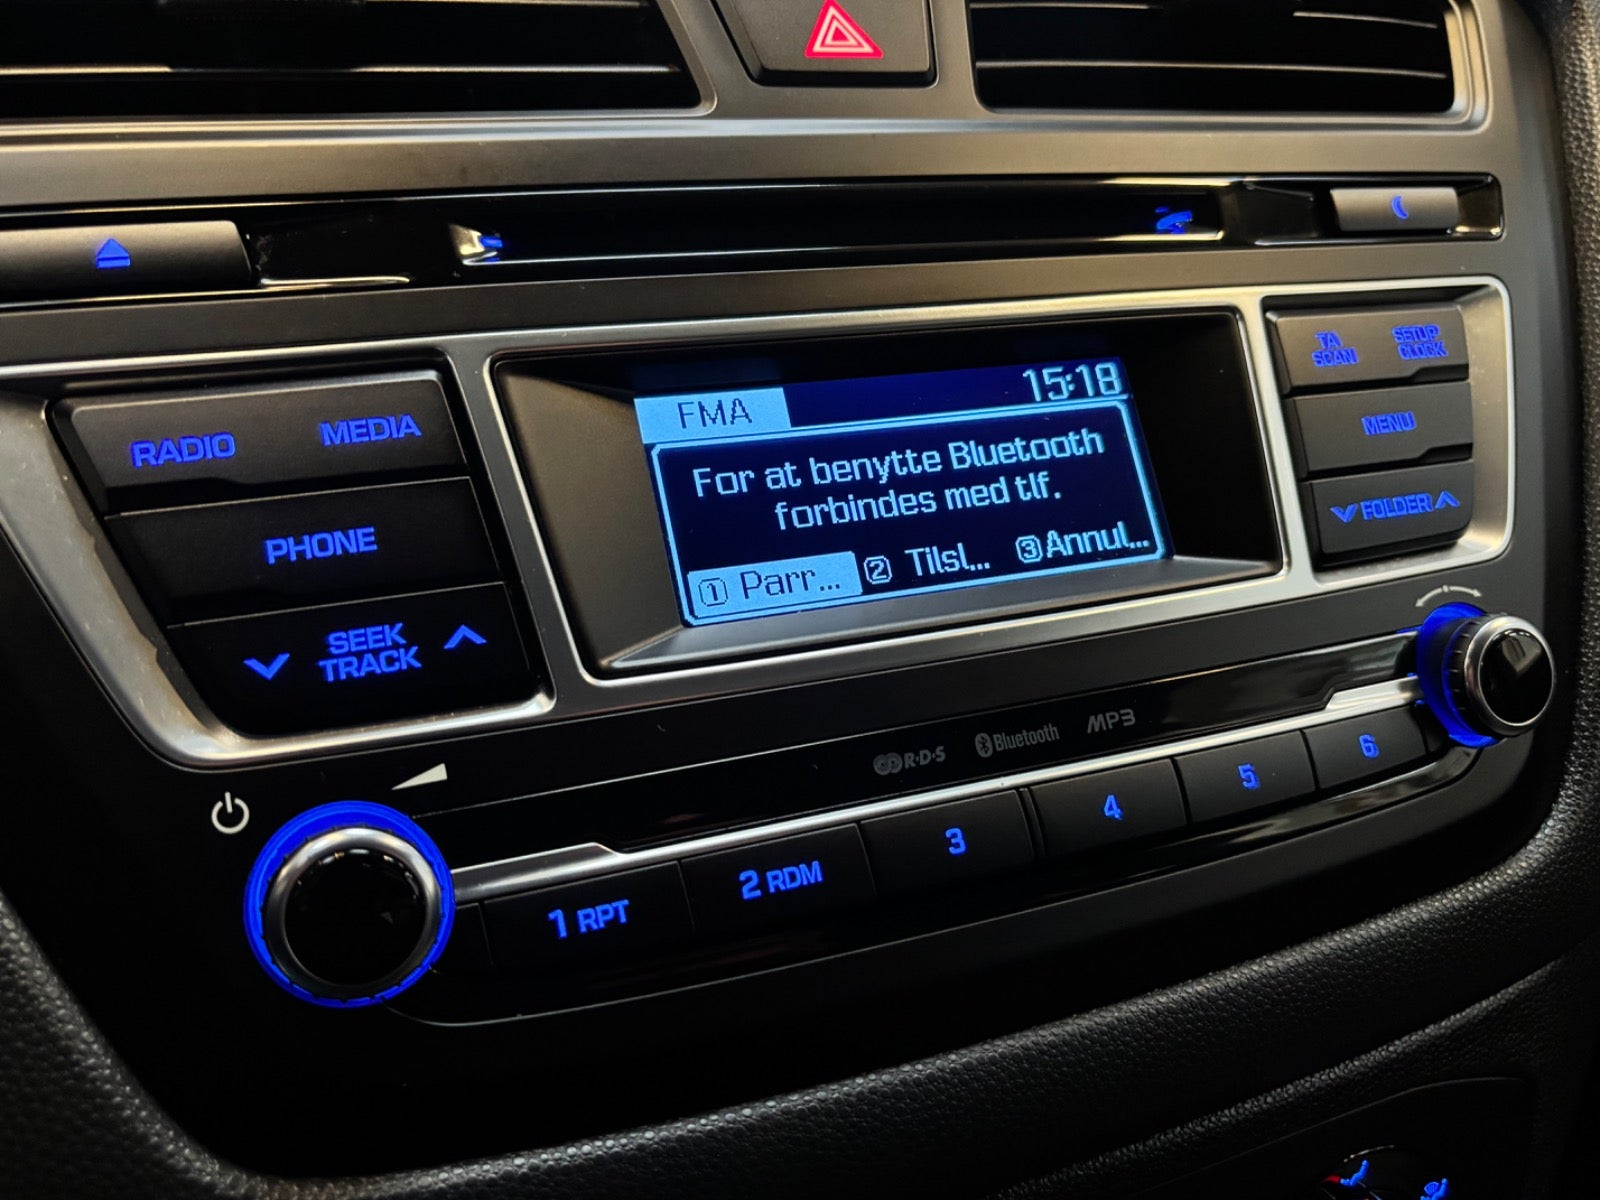 TA
SCAN
SETUP
CLOCK
RADIO
MEDIA
FMA
15:18
MENU
For at benytte Bluetooth
forbindes med tlf.
PHONE
FOLDER
1 Parr...
2 Tilsl...
3 Annul...
SEEK
TRACK
R·D·S
Bluetooth
MP3
1 RPT
2 RDM
3
4
5
6